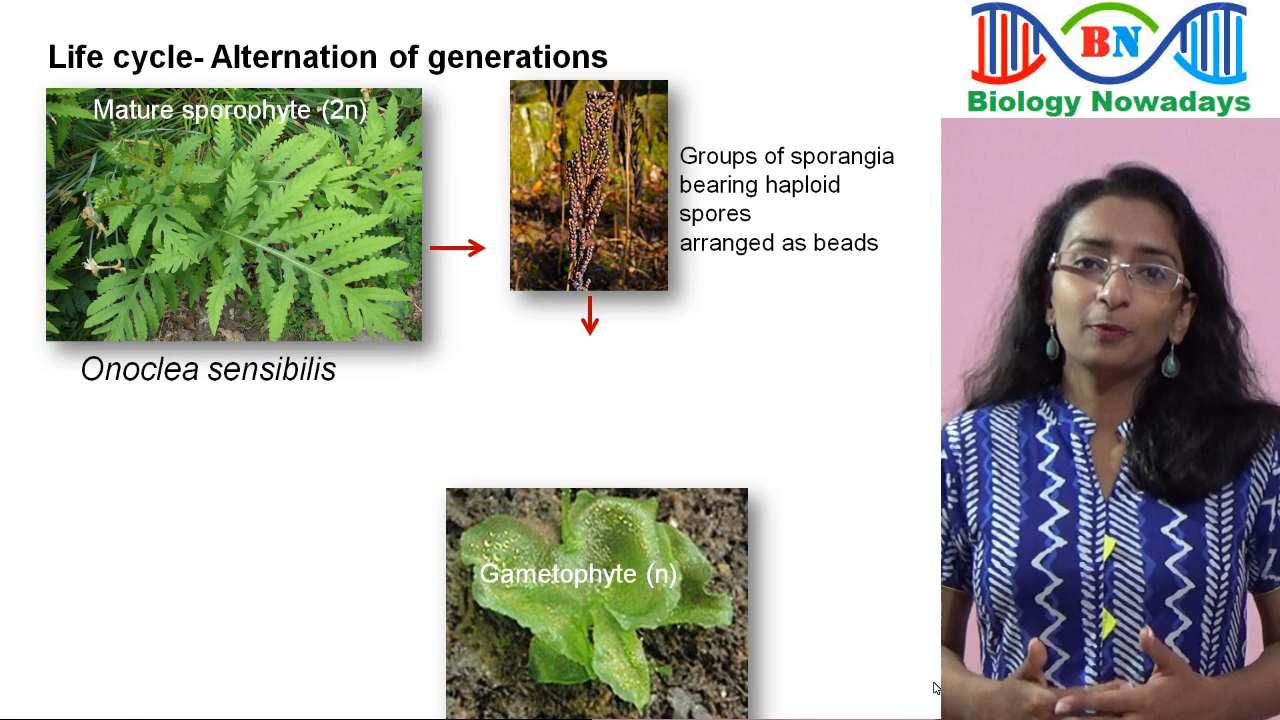 Life cycle- Alternation of generations
Mature sporophyte (2n)
Onoclea sensibilis
Groups of sporangia
bearing haploid
spores
arranged as beads
Gametophyte (n)
BN
Biology Nowadays